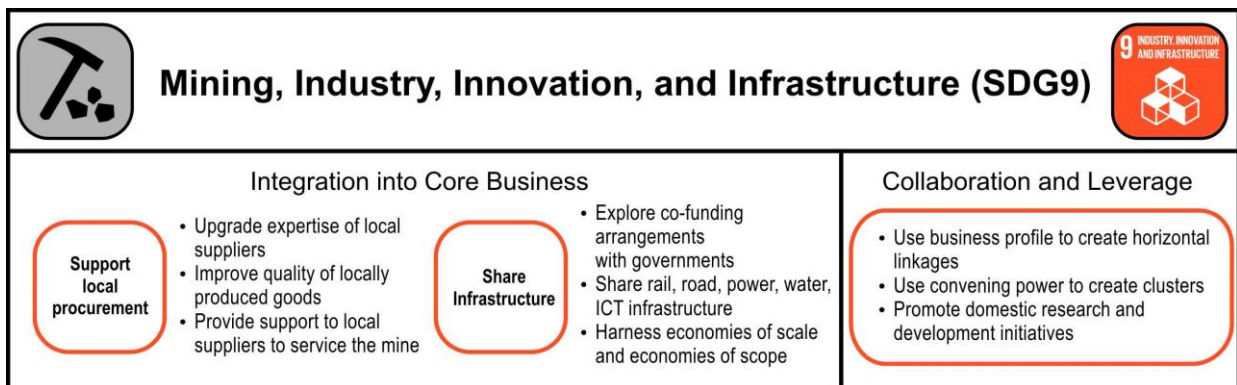 Mining, Industry, Innovation, and Infrastructure (SDG9)
9 INDUSTRY, INNOVATION
AND INFRASTRUCTURE
Integration into Core Business
Support
local
procurement
• Upgrade expertise of local
suppliers
• Improve quality of locally
produced goods
• Provide support to local
suppliers to service the mine
Share
Infrastructure
• Explore co-funding
arrangements
with governments
• Share rail, road, power, water,
ICT infrastructure
• Harness economies of scale
and economies of scope
Collaboration and Leverage
• Use business profile to create horizontal
linkages
• Use convening power to create clusters
• Promote domestic research and
development initiatives